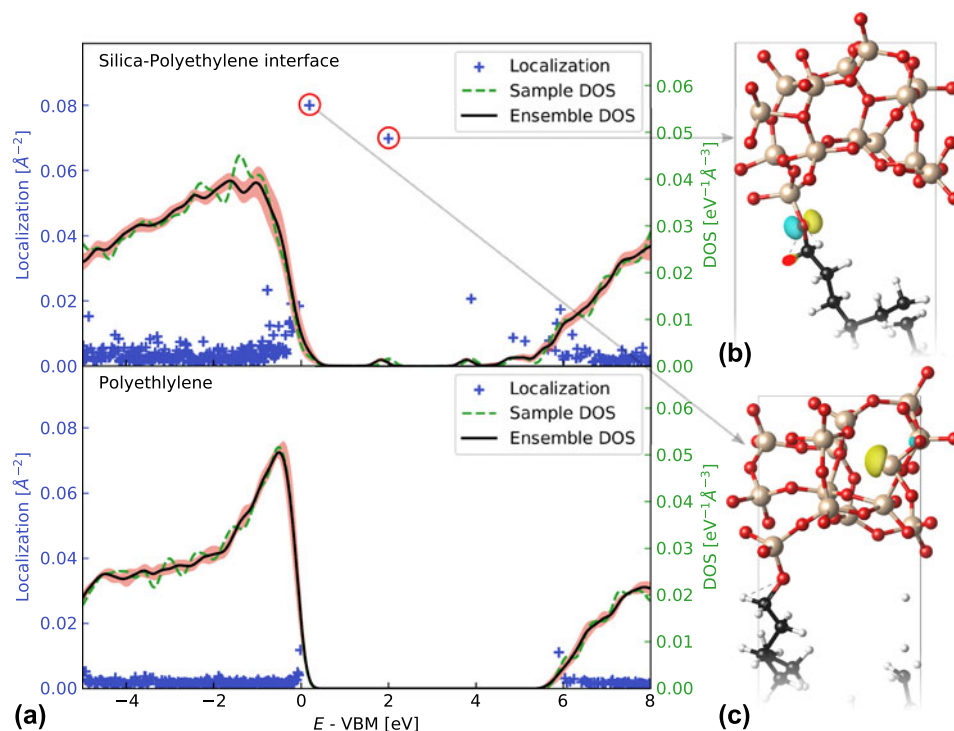 Silica-Polyethylene interface
Localization
Sample DOS
Ensemble DOS
Localization [Å⁻²]
0.08
0.06
0.04
0.02
0.00
DOS [eV⁻¹Å⁻³]
0.06
0.05
0.04
0.03
0.02
0.01
0.00
Polyethlylene
Localization
Sample DOS
Ensemble DOS
Localization [Å⁻²]
0.08
0.06
0.04
0.02
0.00
DOS [eV⁻¹Å⁻³]
0.06
0.05
0.04
0.03
0.02
0.01
0.00
−4 −2 0 2 4 6 8
E - VBM [eV]
(a)
(b)
(c)